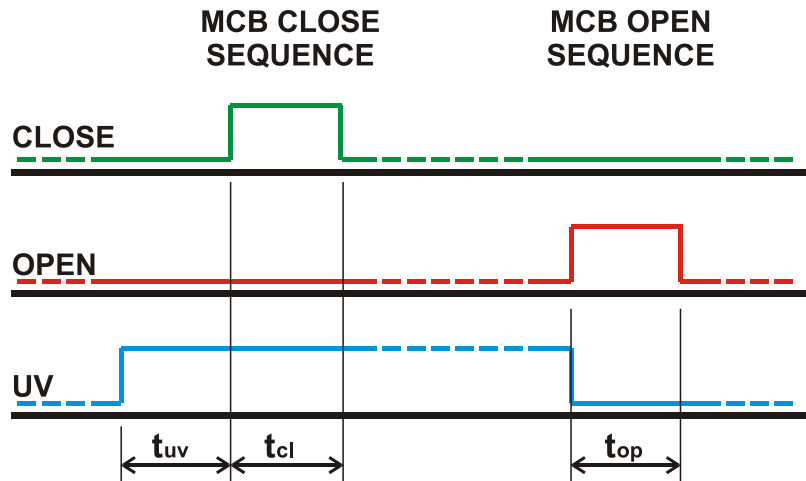 MCB CLOSE
SEQUENCE
MCB OPEN
SEQUENCE
CLOSE
OPEN
UV
tuv
tcl
top